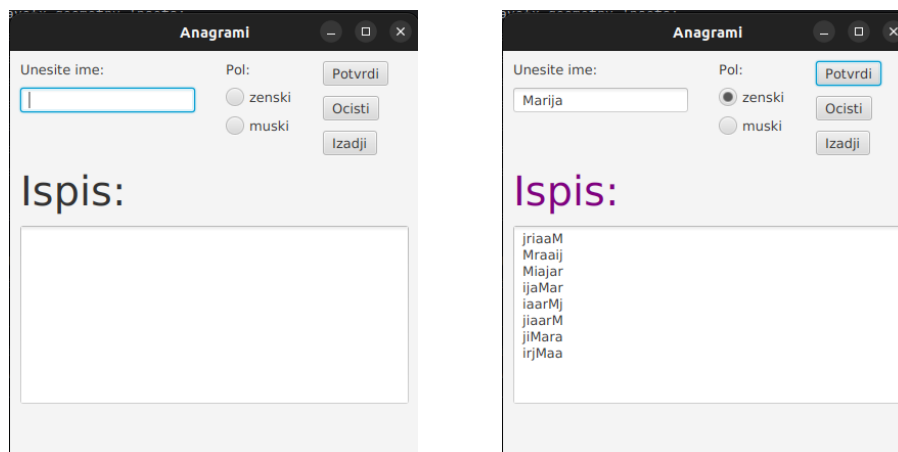 Anagrami
Unesite ime:
Pol:
Potvrdi
zenski
Ocisti
muski
Izadji
Ispis:
Anagrami
Unesite ime:
Pol:
Potvrdi
Marija
zenski
Ocisti
muski
Izadji
Ispis:
jriaaM
Mraaij
Miajar
ijaMar
iaarMj
jiaarM
jiMara
irjMaa